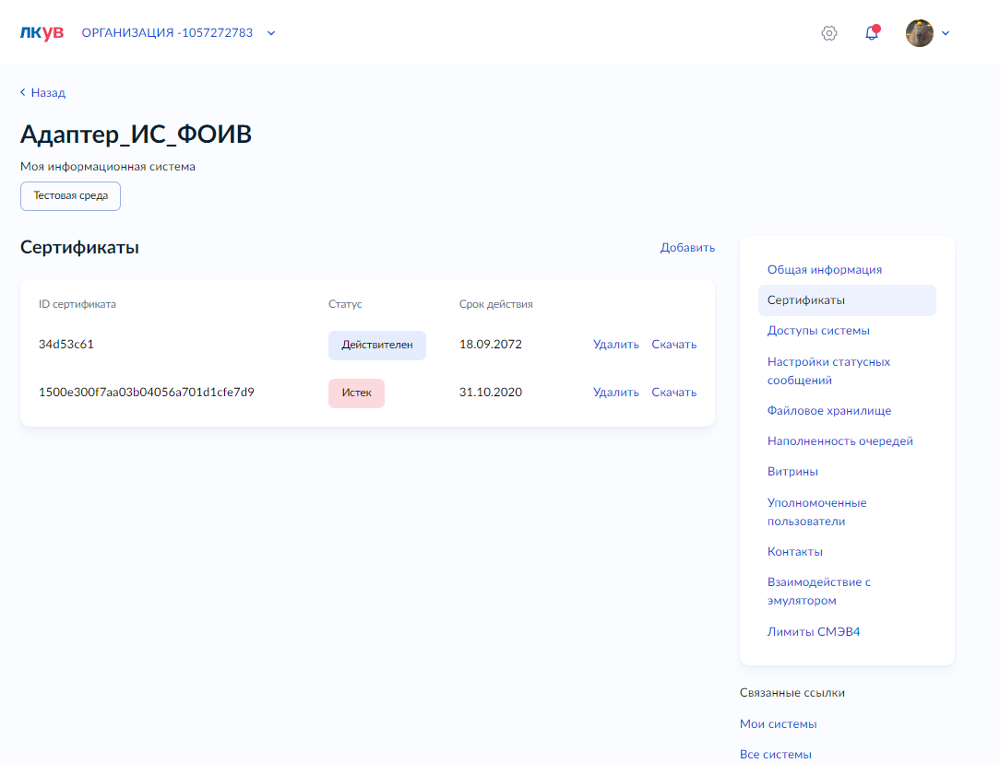 ЛКУВ ОРГАНИЗАЦИЯ -1057272783
Назад
Адаптер_ИС_ФОИВ
Моя информационная система
Тестовая среда
Сертификаты Добавить
ID сертификата Статус Срок действия
34d53c61 Действителен 18.09.2072 Удалить Скачать
1500e300f7aa03b04056a701d1cfe7d9 Истек 31.10.2020 Удалить Скачать
Общая информация
Сертификаты
Доступы системы
Настройки статусных
сообщений
Файловое хранилище
Наполненность очередей
Витрины
Уполномоченные
пользователи
Контакты
Взаимодействие с
эмулятором
Лимиты СМЭВ4
Связанные ссылки
Мои системы
Все системы